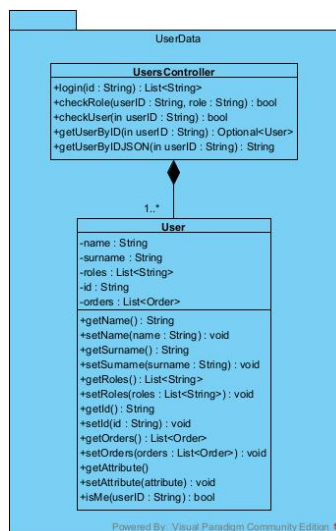 UserData
UsersController
+login(id : String) : List<String>
+checkRole(userID : String, role : String) : bool
+checkUser(in userID : String) : bool
+getUserByID(in userID : String) : Optional<User>
+getUserByIDJSON(in userID : String) : String
1..*
User
-name : String
-surname : String
-roles : List<String>
-id : String
-orders : List<Order>
+getName() : String
+setName(name : String) : void
+getSurname() : String
+setSurname(surname : String) : void
+getRoles() : List<String>
+setRoles(roles : List<String>) : void
+getId() : String
+setId(id : String) : void
+getOrders() : List<Order>
+setOrders(orders : List<Order>) : void
+getAttribute()
+setAttribute(attribute) : void
+isMe(userID : String) : bool
Powered By Visual Paradigm Community Edition